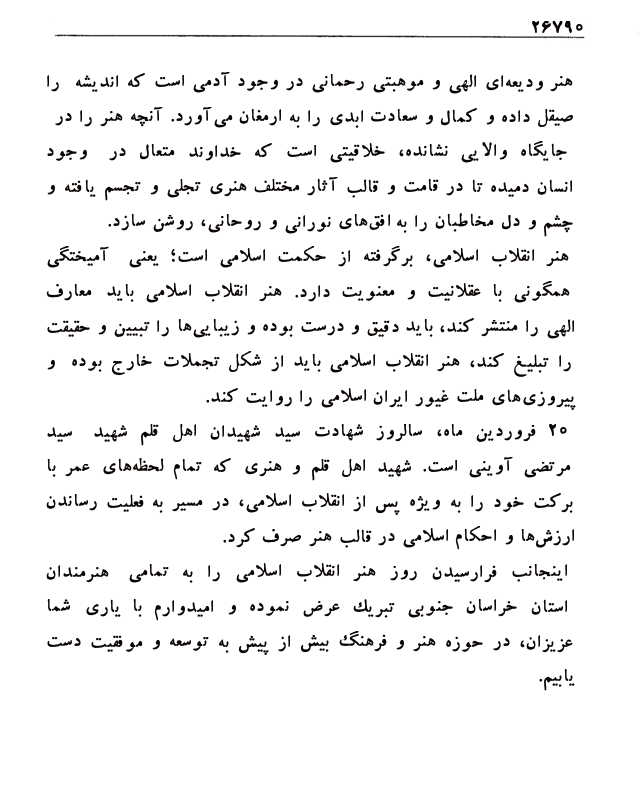 ۲۶۷۹۰
هنر ودیعه‌ای الهی و موهبتی رحمانی در وجود آدمی است که اندیشه را
صیقل داده و کمال و سعادت ابدی را به ارمغان می‌آورد. آنچه هنر را در
جایگاه والایی نشانده، خلاقیتی است که خداوند متعال در وجود
انسان دمیده تا در قامت و قالب آثار مختلف هنری تجلی و تجسم یافته و
چشم و دل مخاطبان را به افق‌های نورانی و روحانی، روشن سازد.
هنر انقلاب اسلامی، برگرفته از حکمت اسلامی است؛ یعنی آمیختگی
همگونی با عقلانیت و معنویت دارد. هنر انقلاب اسلامی باید معارف
الهی را منتشر کند، باید دقیق و درست بوده و زیبایی‌ها را تبیین و حقیقت
را تبلیغ کند، هنر انقلاب اسلامی باید از شکل تجملات خارج بوده و
پیروزی‌های ملت غیور ایران اسلامی را روایت کند.
۲۰ فروردین ماه، سالروز شهادت سید شهیدان اهل قلم شهید سید
مرتضی آوینی است. شهید اهل قلم و هنری که تمام لحظه‌های عمر با
برکت خود را به ویژه پس از انقلاب اسلامی، در مسیر به فعلیت رساندن
ارزش‌ها و احکام اسلامی در قالب هنر صرف کرد.
اینجانب فرارسیدن روز هنر انقلاب اسلامی را به تمامی هنرمندان
استان خراسان جنوبی تبریک عرض نموده و امیدوارم با یاری شما
عزیزان، در حوزه هنر و فرهنگ بیش از پیش به توسعه و موفقیت دست
یابیم.